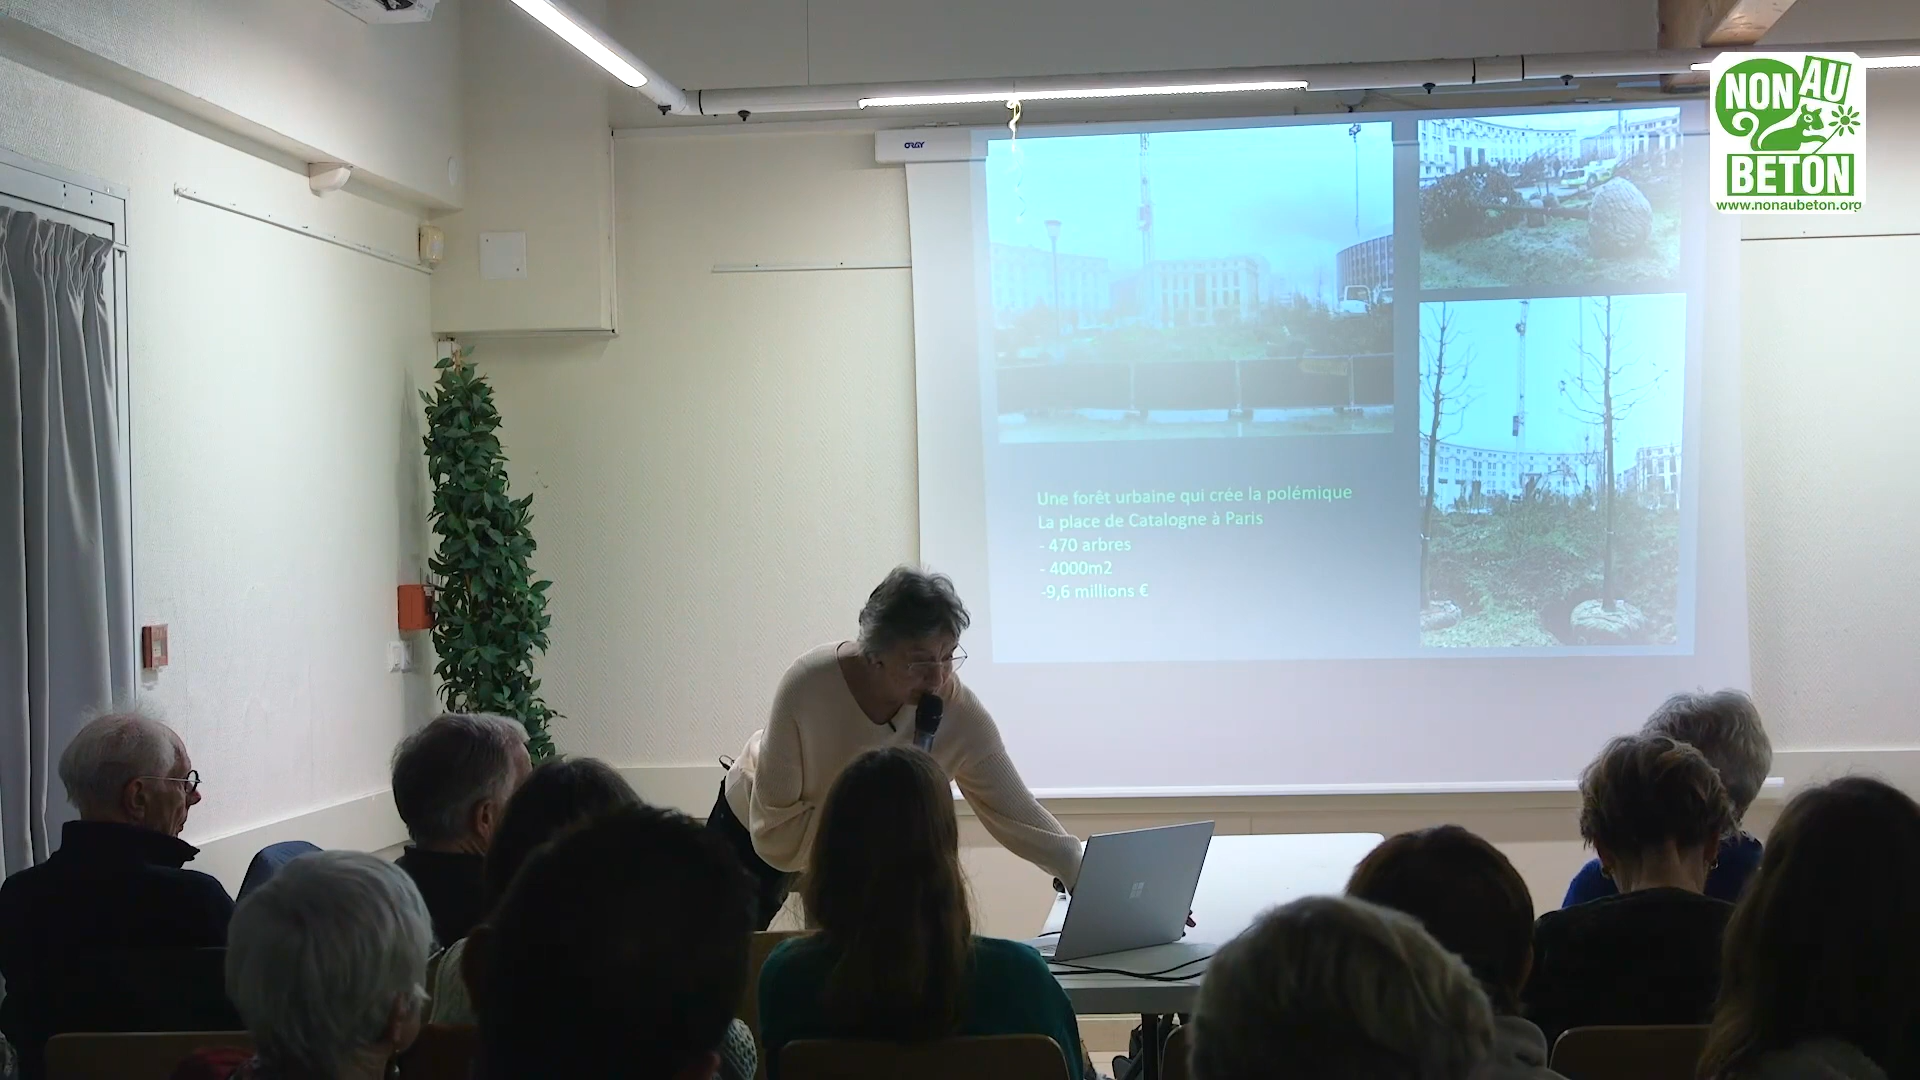 NON AU
BETON
www.nonaubeton.org
ORAY
Une forêt urbaine qui crée la polémique
La place de Catalogne à Paris
- 470 arbres
- 4000m2
-9,6 millions €